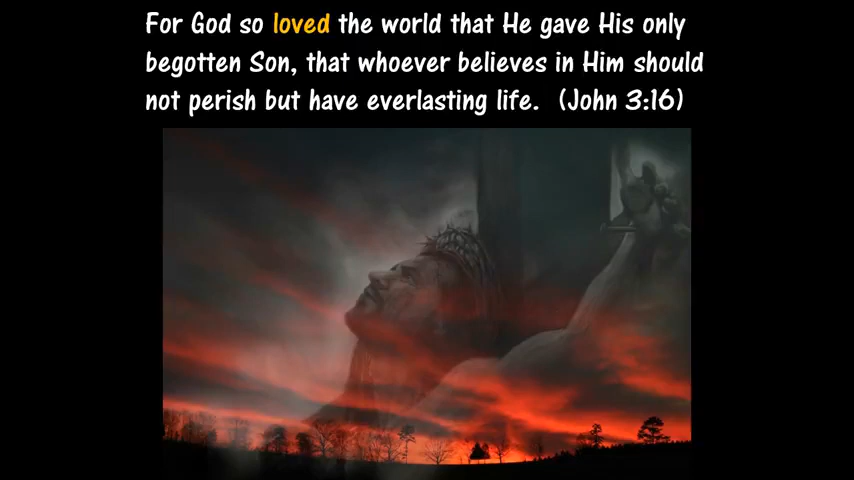 For God so loved the world that He gave His only
begotten Son, that whoever believes in Him should
not perish but have everlasting life.  (John 3:16)